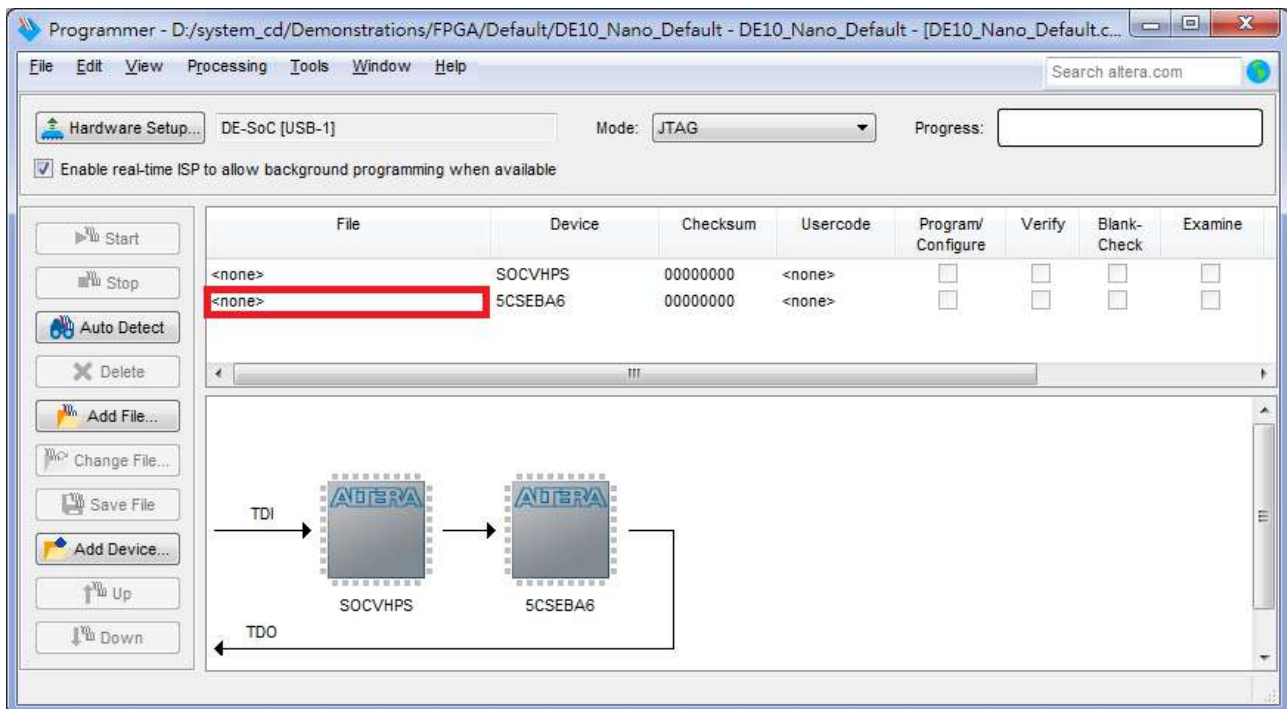 Programmer - D:/system_cd/Demonstrations/FPGA/Default/DE10_Nano_Default - DE10_Nano_Default - [DE10_Nano_Default.c...
File Edit View Processing Tools Window Help
Search altera.com
Hardware Setup... DE-SoC [USB-1] Mode: JTAG Progress:
Enable real-time ISP to allow background programming when available
Start
Stop
Auto Detect
Delete
Add File...
Change File...
Save File
Add Device...
Up
Down
File Device Checksum Usercode Program/ Verify Blank- Examine
Configure Check
<none> SOCVHPS 00000000 <none>
<none> 5CSEBA6 00000000 <none>
ALTERA ALTERA
TDI
SOCVHPS 5CSEBA6
TDO